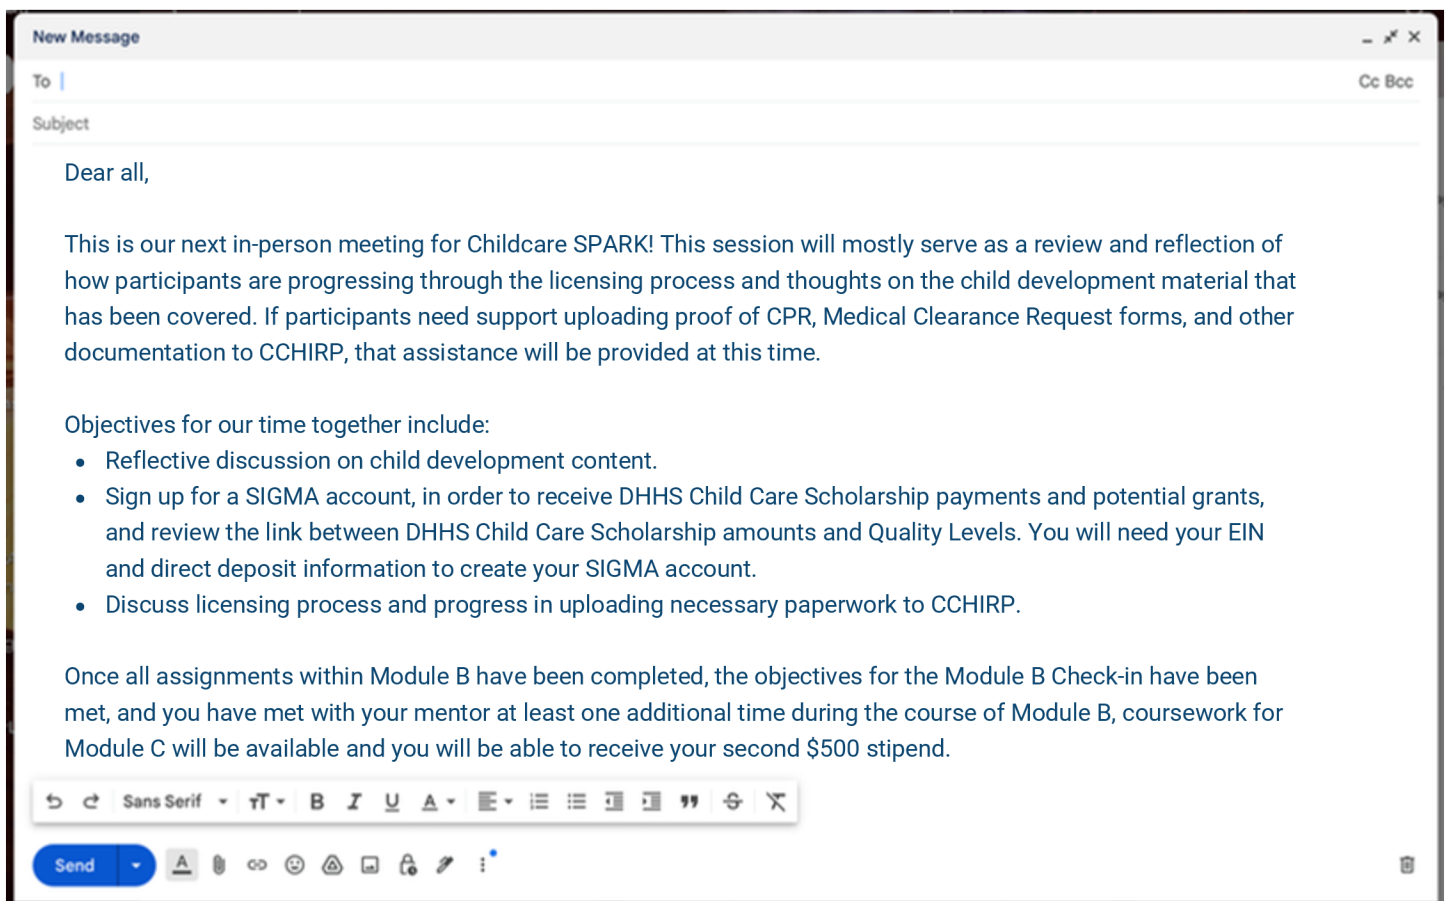 New Message
To
Cc Bcc
Subject
Dear all,
This is our next in-person meeting for Childcare SPARK! This session will mostly serve as a review and reflection of
how participants are progressing through the licensing process and thoughts on the child development material that
has been covered. If participants need support uploading proof of CPR, Medical Clearance Request forms, and other
documentation to CCHIRP, that assistance will be provided at this time.
Objectives for our time together include:
• Reflective discussion on child development content.
• Sign up for a SIGMA account, in order to receive DHHS Child Care Scholarship payments and potential grants,
and review the link between DHHS Child Care Scholarship amounts and Quality Levels. You will need your EIN
and direct deposit information to create your SIGMA account.
• Discuss licensing process and progress in uploading necessary paperwork to CCHIRP.
Once all assignments within Module B have been completed, the objectives for the Module B Check-in have been
met, and you have met with your mentor at least one additional time during the course of Module B, coursework for
Module C will be available and you will be able to receive your second $500 stipend.
Sans Serif
Send